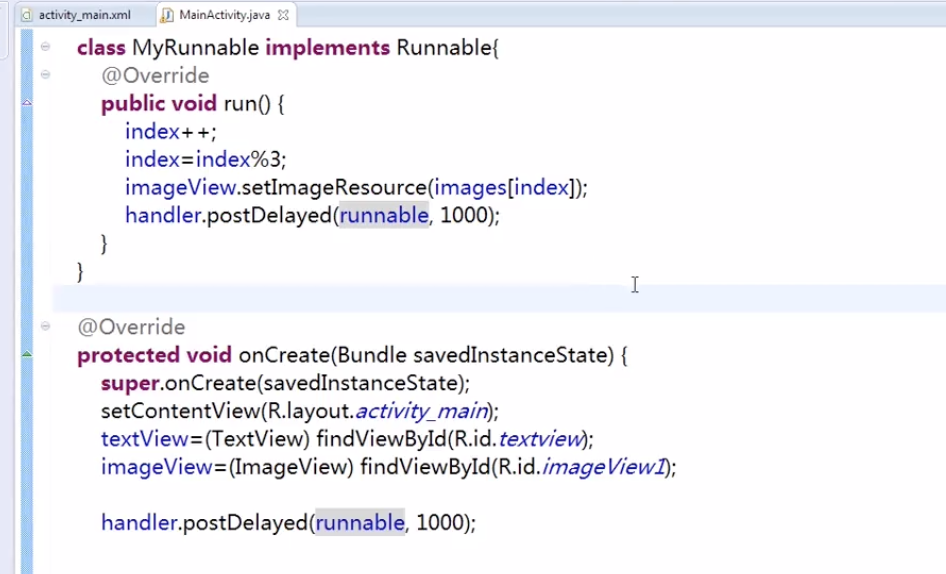 activity_main.xml MainActivity.java
class MyRunnable implements Runnable{
@Override
public void run() {
index++;
index=index%3;
imageView.setImageResource(images[index]);
handler.postDelayed(runnable, 1000);
}
}
@Override
protected void onCreate(Bundle savedInstanceState) {
super.onCreate(savedInstanceState);
setContentView(R.layout.activity_main);
textView=(TextView) findViewById(R.id.textview);
imageView=(ImageView) findViewById(R.id.imageView1);
handler.postDelayed(runnable, 1000);